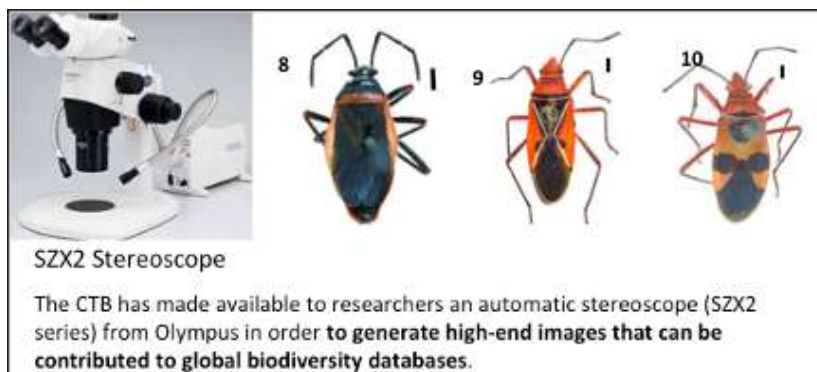 8
9
10
SZX2 Stereoscope
The CTB has made available to researchers an automatic stereoscope (SZX2
series) from Olympus in order to generate high-end images that can be
contributed to global biodiversity databases.